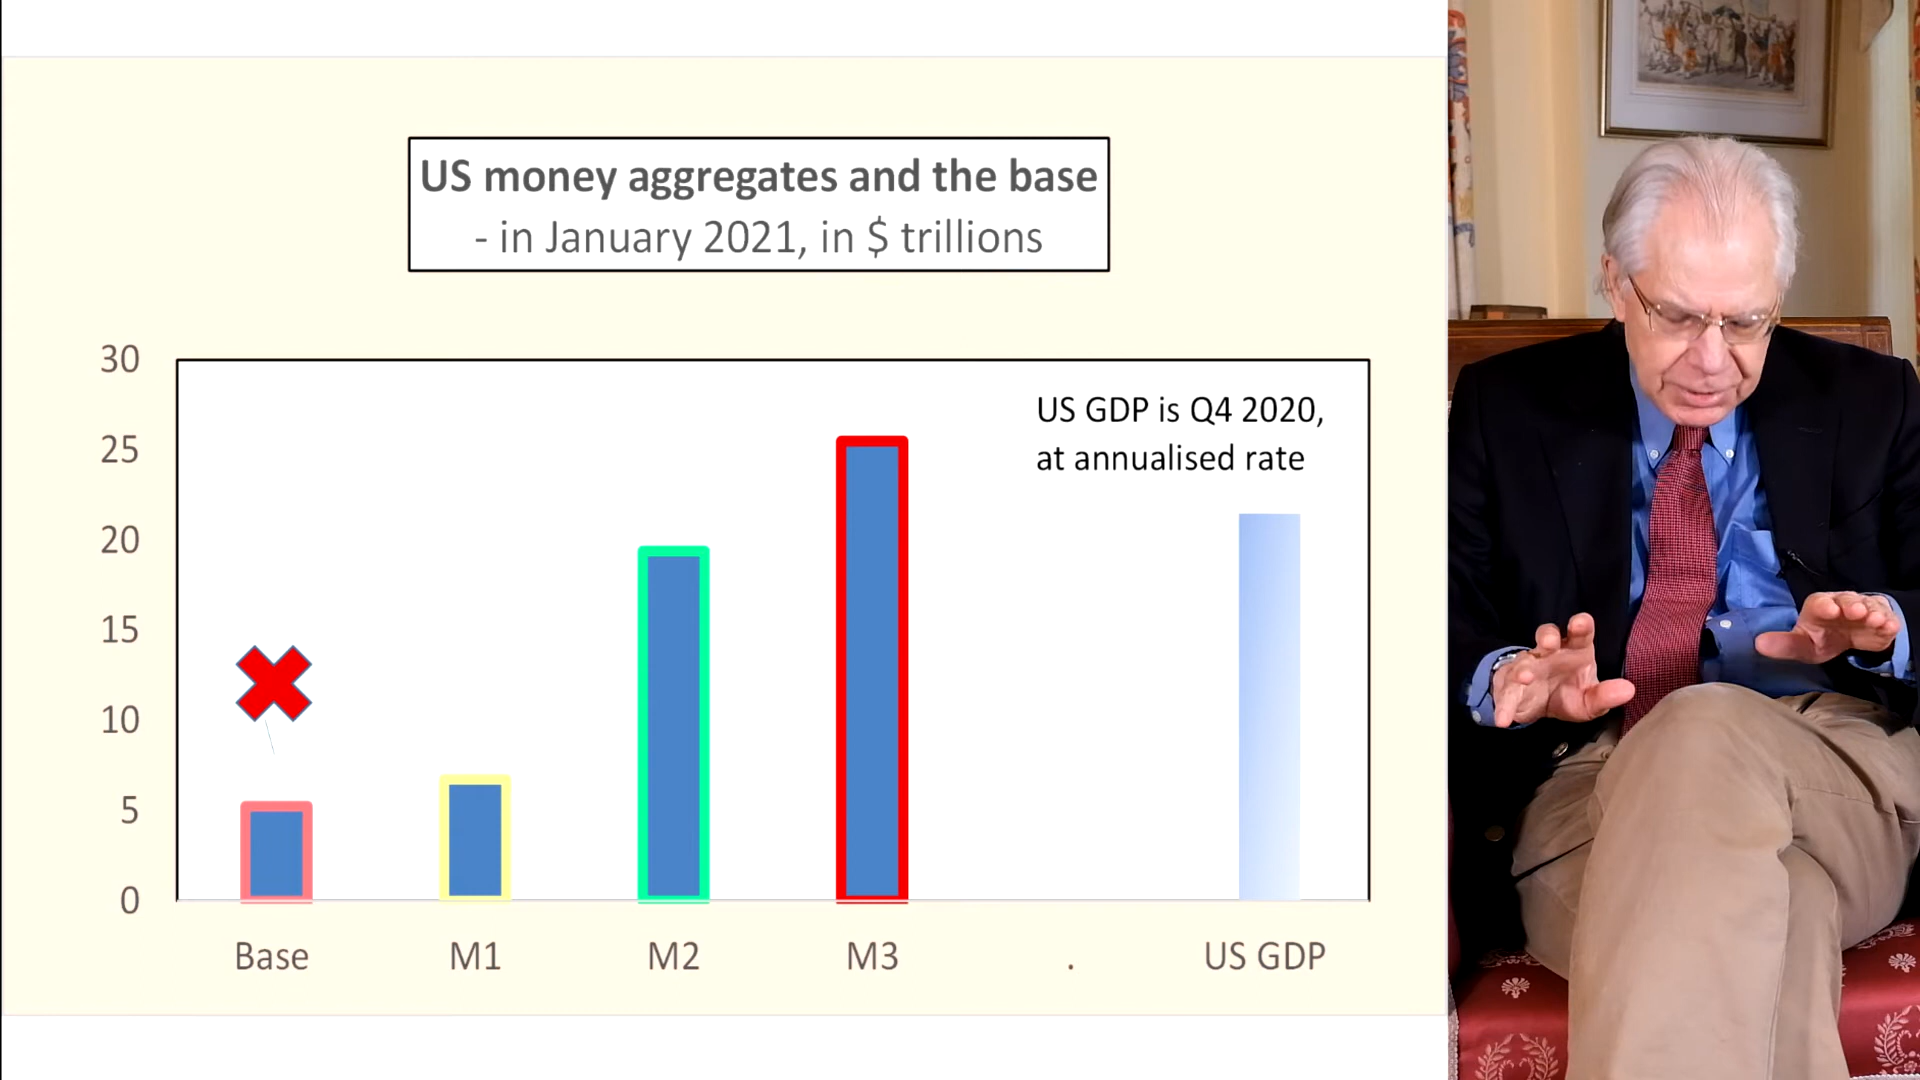 US money aggregates and the base
- in January 2021, in $ trillions
30
25
20
15
10
5
0
US GDP is Q4 2020,
at annualised rate
Base M1 M2 M3 . US GDP